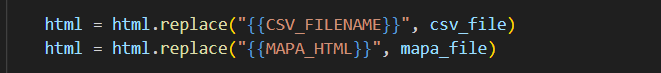 html = html.replace("{{CSV_FILENAME}}", csv_file)
html = html.replace("{{MAPA_HTML}}", mapa_file)